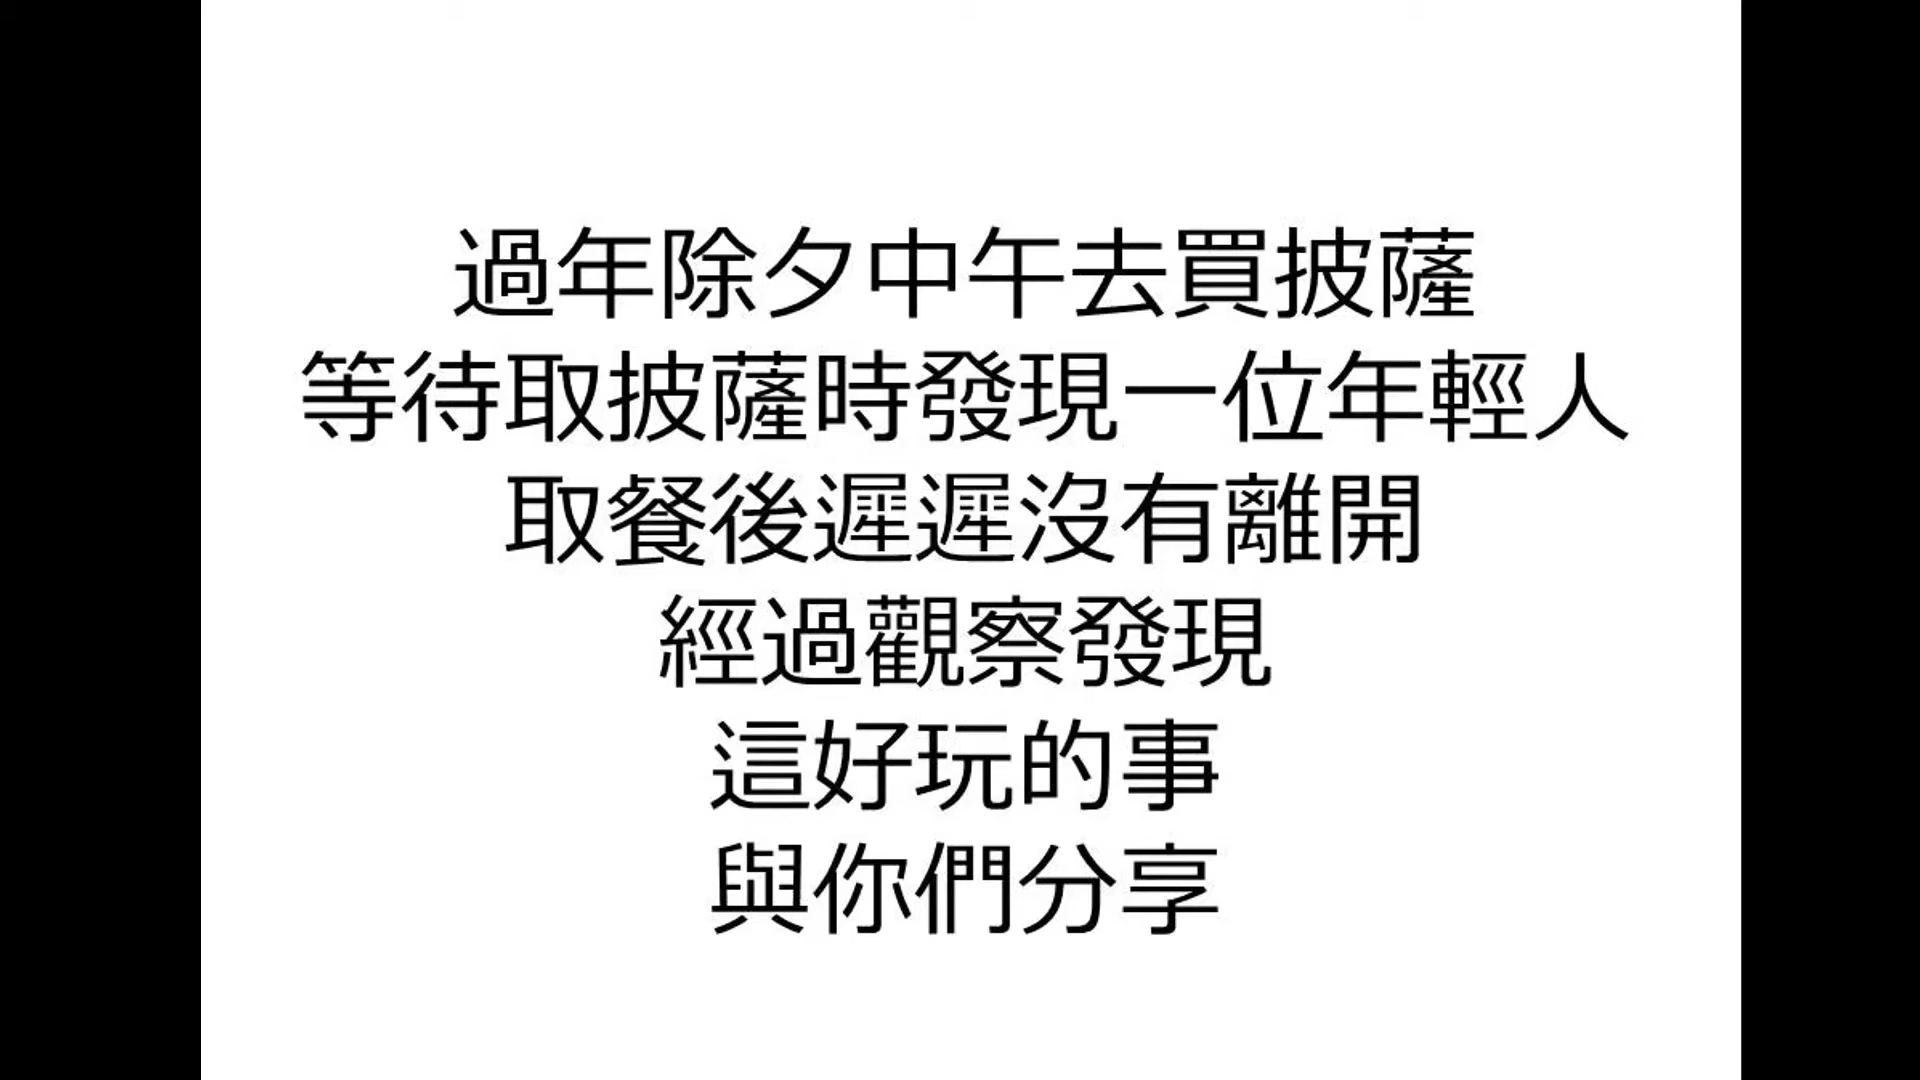 過年除夕中午去買披薩
等待取披薩時發現一位年輕人
取餐後遲遲沒有離開
經過觀察發現
這好玩的事
與你們分享